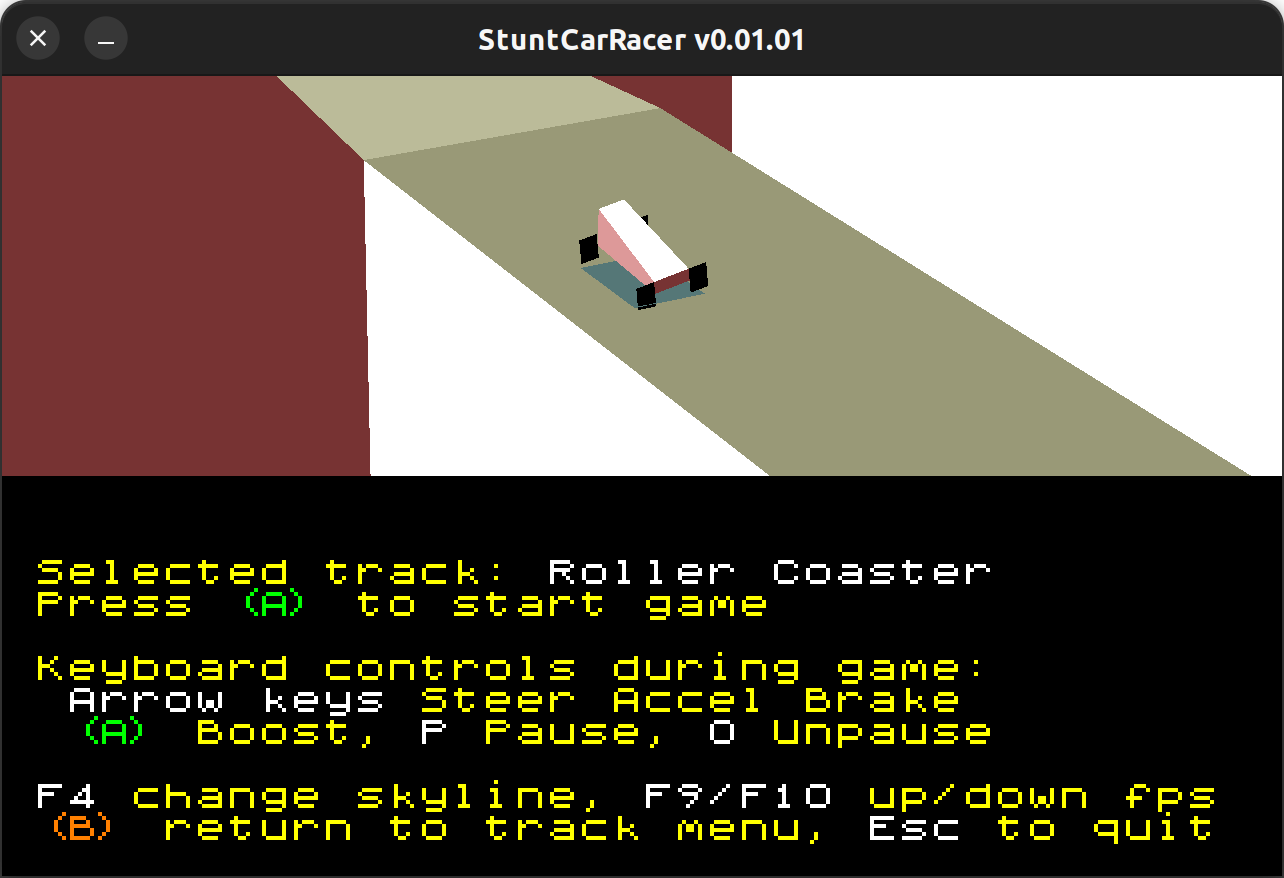 StuntCarRacer v0.01.01
Selected track: Roller Coaster
Press (A) to start game
Keyboard controls during game:
Arrow keys Steer Accel Brake
(A) Boost, P Pause, O Unpause
F4 change skyline, F9/F10 up/down fps
(B) return to track menu, Esc to quit